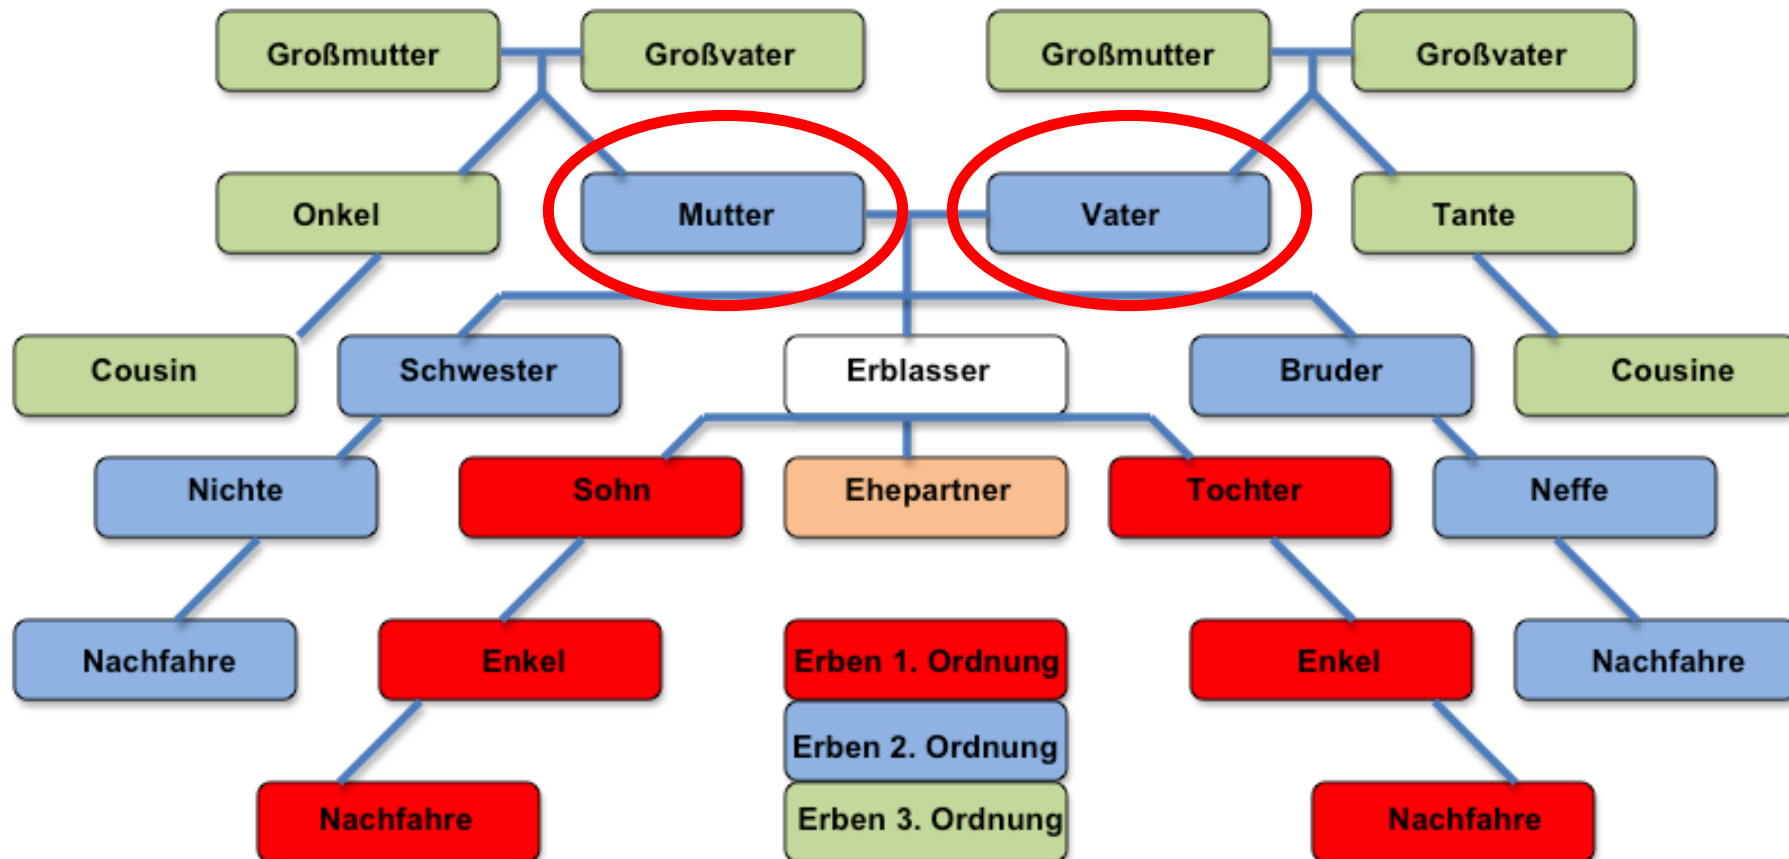 Großmutter
Großvater
Großmutter
Großvater
Onkel
Mutter
Vater
Tante
Cousin
Schwester
Erblasser
Bruder
Cousine
Nichte
Sohn
Ehepartner
Tochter
Neffe
Nachfahre
Enkel
Erben 1. Ordnung
Enkel
Nachfahre
Erben 2. Ordnung
Nachfahre
Erben 3. Ordnung
Nachfahre